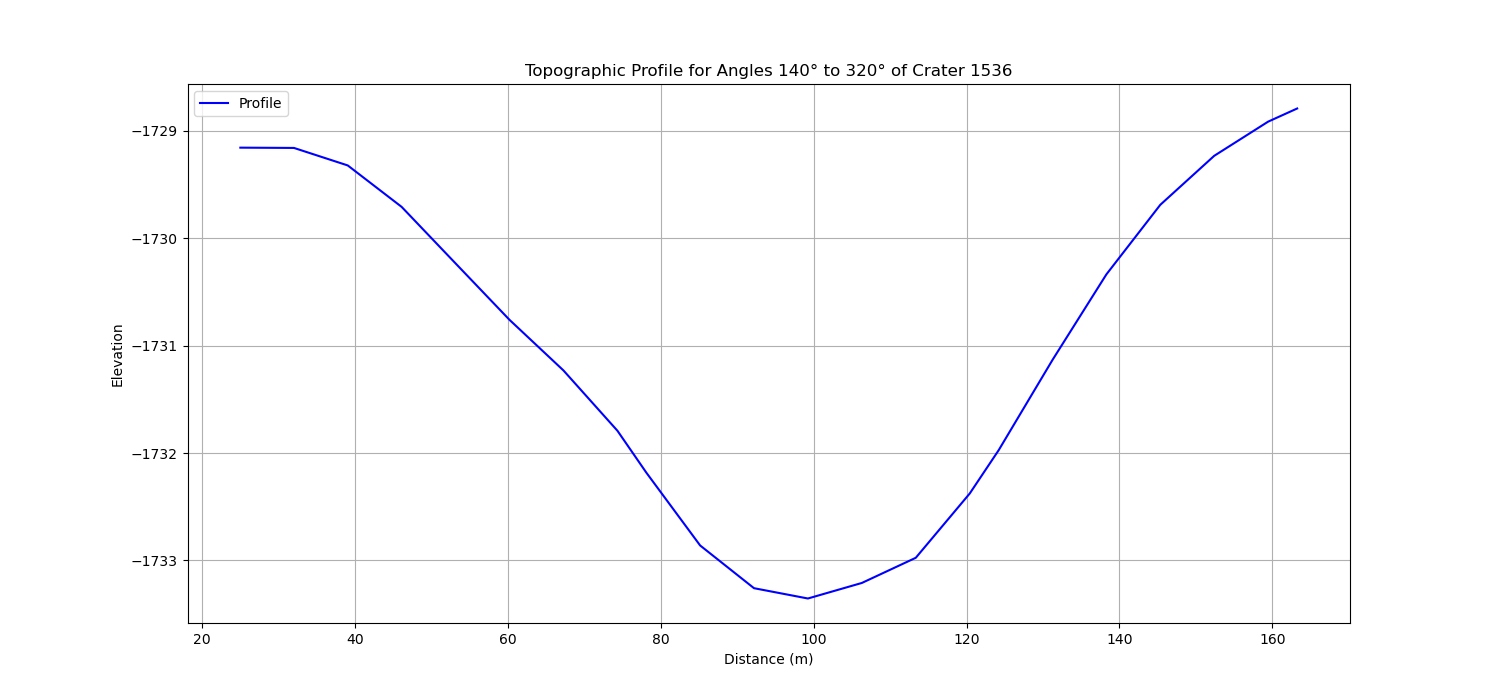 Topographic Profile for Angles 140° to 320° of Crater 1536
Profile
−1729
−1730
−1731
−1732
−1733
Elevation
20 40 60 80 100 120 140 160
Distance (m)